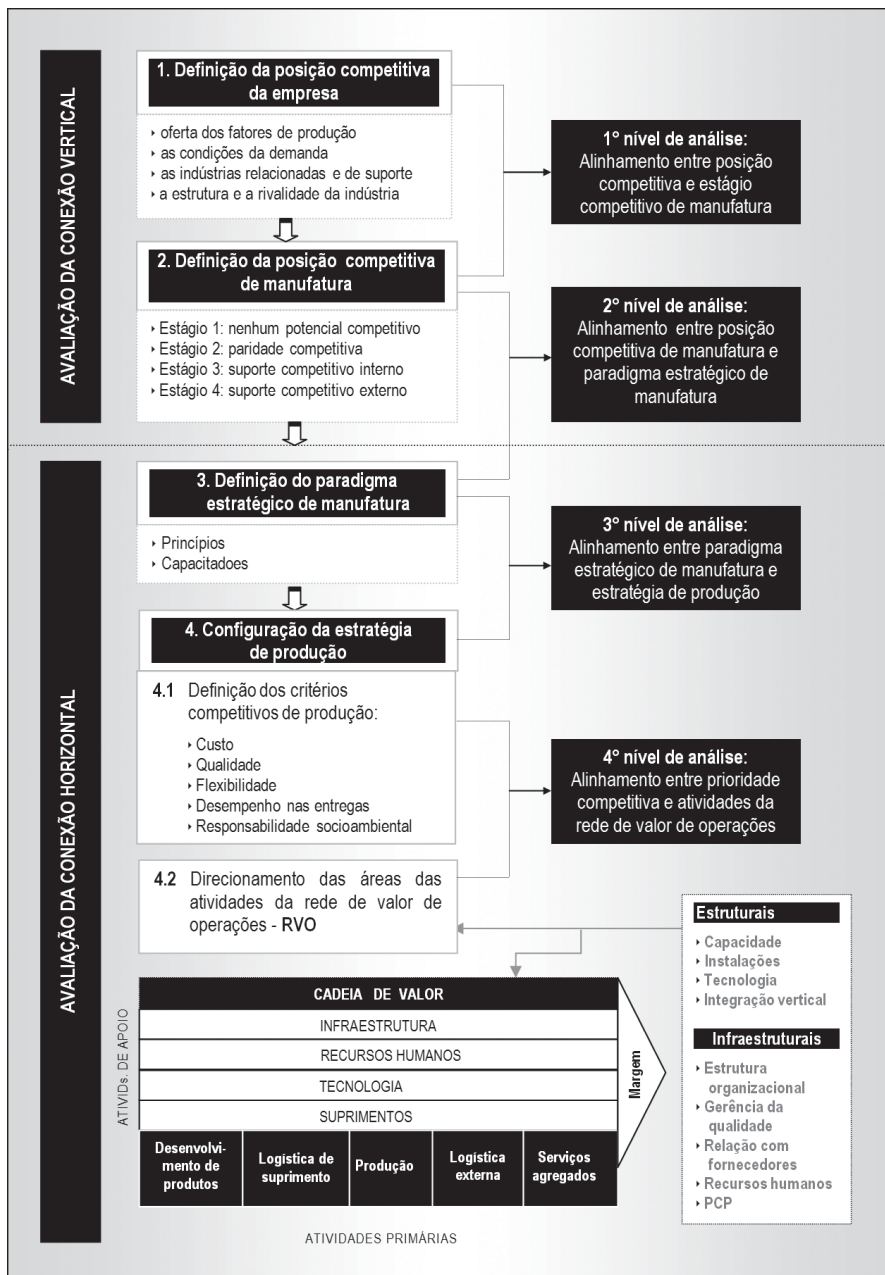 AVALIAÇÃO DA CONEXÃO VERTICAL
1. Definição da posição competitiva
da empresa
‣ oferta dos fatores de produção
‣ as condições da demanda
‣ as indústrias relacionadas e de suporte
‣ a estrutura e a rivalidade da indústria
1° nível de análise:
Alinhamento entre posição
competitiva e estágio
competitivo de manufatura
2. Definição da posição competitiva
de manufatura
‣ Estágio 1: nenhum potencial competitivo
‣ Estágio 2: paridade competitiva
‣ Estágio 3: suporte competitivo interno
‣ Estágio 4: suporte competitivo externo
2° nível de análise:
Alinhamento entre posição
competitiva de manufatura e
paradigma estratégico de
manufatura
AVALIAÇÃO DA CONEXÃO HORIZONTAL
3. Definição do paradigma
estratégico de manufatura
‣ Princípios
‣ Capacitadoes
3° nível de análise:
Alinhamento entre paradigma
estratégico de manufatura e
estratégia de produção
4. Configuração da estratégia
de produção
4.1 Definição dos critérios
competitivos de produção:
‣ Custo
‣ Qualidade
‣ Flexibilidade
‣ Desempenho nas entregas
‣ Responsabilidade socioambiental
4° nível de análise:
Alinhamento entre prioridade
competitiva e atividades da
rede de valor de operações
4.2 Direcionamento das áreas das
atividades da rede de valor de
operações - RVO
Estruturais
‣ Capacidade
‣ Instalações
‣ Tecnologia
‣ Integração vertical
Infraestruturais
‣ Estrutura
organizacional
‣ Gerência da
qualidade
‣ Relação com
fornecedores
‣ Recursos humanos
‣ PCP
ATIVIDs. DE APOIO
CADEIA DE VALOR
INFRAESTRUTURA
RECURSOS HUMANOS
TECNOLOGIA
SUPRIMENTOS
Margem
Desenvolvi-
mento de
produtos
Logística de
suprimento
Produção
Logística
externa
Serviços
agregados
ATIVIDADES PRIMÁRIAS